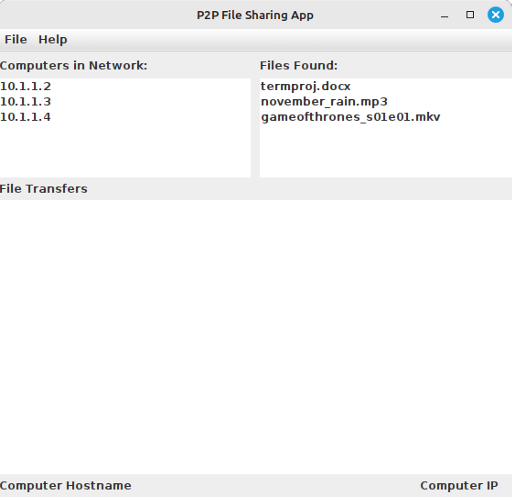 P2P File Sharing App
File Help
Computers in Network:
10.1.1.2
10.1.1.3
10.1.1.4
Files Found:
termproj.docx
november_rain.mp3
gameofthrones_s01e01.mkv
File Transfers
Computer Hostname
Computer IP